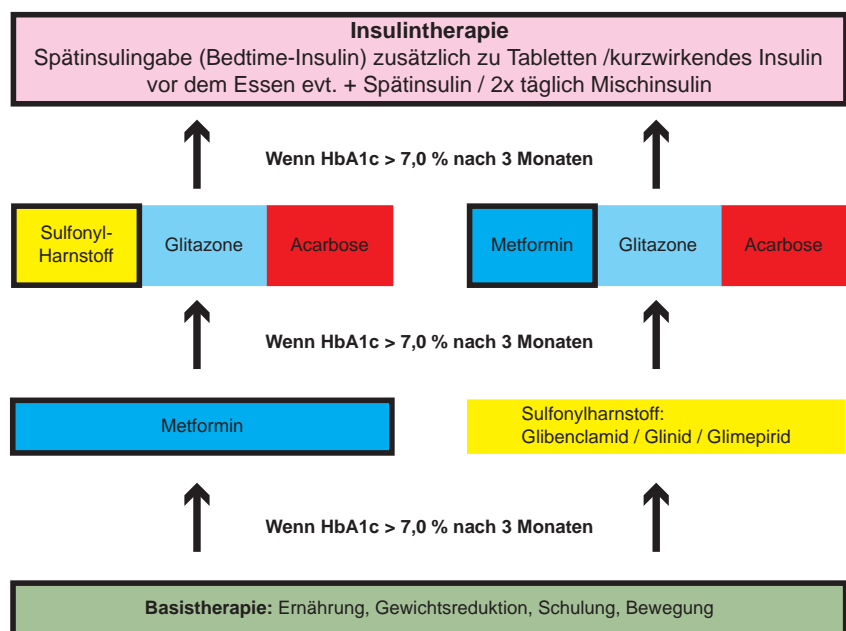 Insulintherapie
Spätinsulingabe (Bedtime-Insulin) zusätzlich zu Tabletten /kurzwirkendes Insulin
vor dem Essen evt. + Spätinsulin / 2x täglich Mischinsulin
Wenn HbA1c > 7,0 % nach 3 Monaten
Sulfonyl-
Harnstoff
Glitazone
Acarbose
Metformin
Glitazone
Acarbose
Wenn HbA1c > 7,0 % nach 3 Monaten
Metformin
Sulfonylharnstoff:
Glibenclamid / Glinid / Glimepirid
Wenn HbA1c > 7,0 % nach 3 Monaten
Basistherapie: Ernährung, Gewichtsreduktion, Schulung, Bewegung